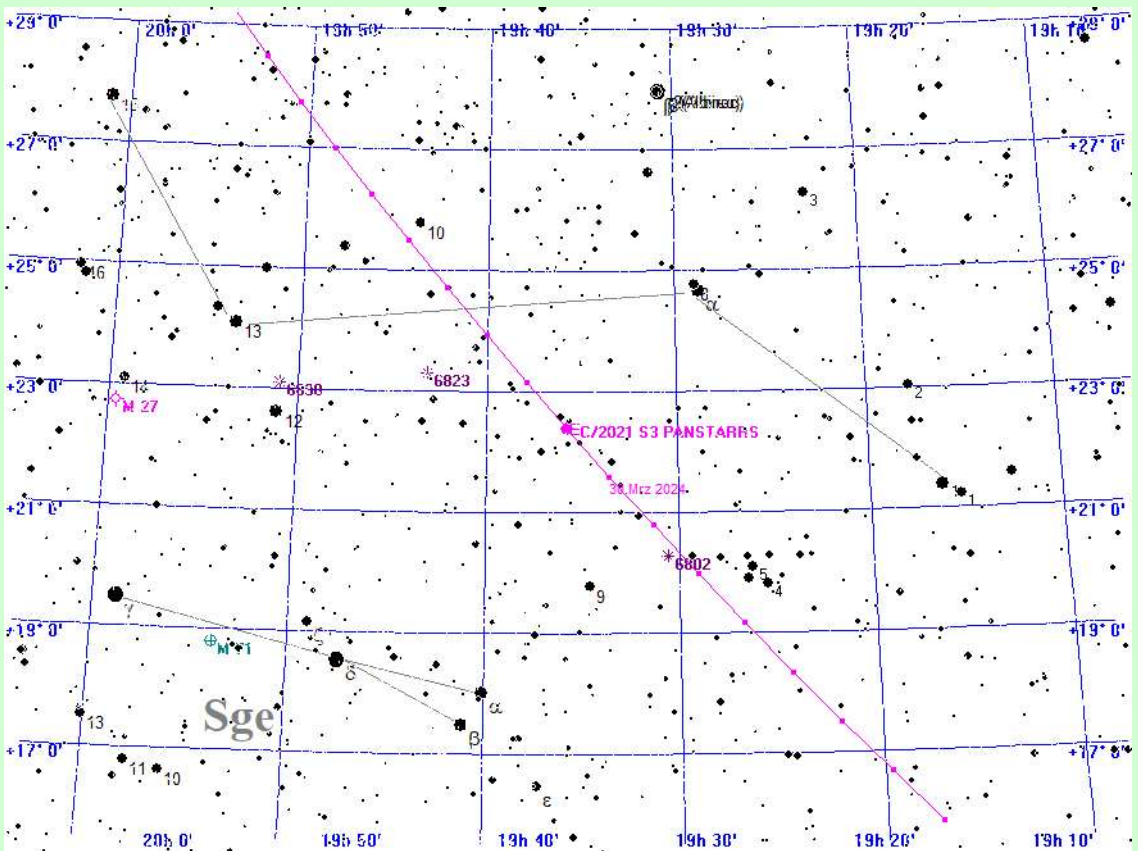 +29° 0'
20h 0'
19h 50'
19h 40'
19h 30'
19h 20'
19h 10'
+29° 0'
15
+27° 0'
+27° 0'
3
10
+25° 0'
+25° 0'
16
8
α
13
6823
+23° 0'
14
6830
+23° 0'
2
M 27
12
C/2021 S3 PANSTARRS
30.Mrz 2024
1
1
+21° 0'
+21° 0'
6802
5
4
9
γ
+19° 0'
+19° 0'
M 71
ζ
δ
α
Sge
β
13
+17° 0'
+17° 0'
11
10
ε
20h 0'
19h 50'
19h 40'
19h 30'
19h 20'
19h 10'